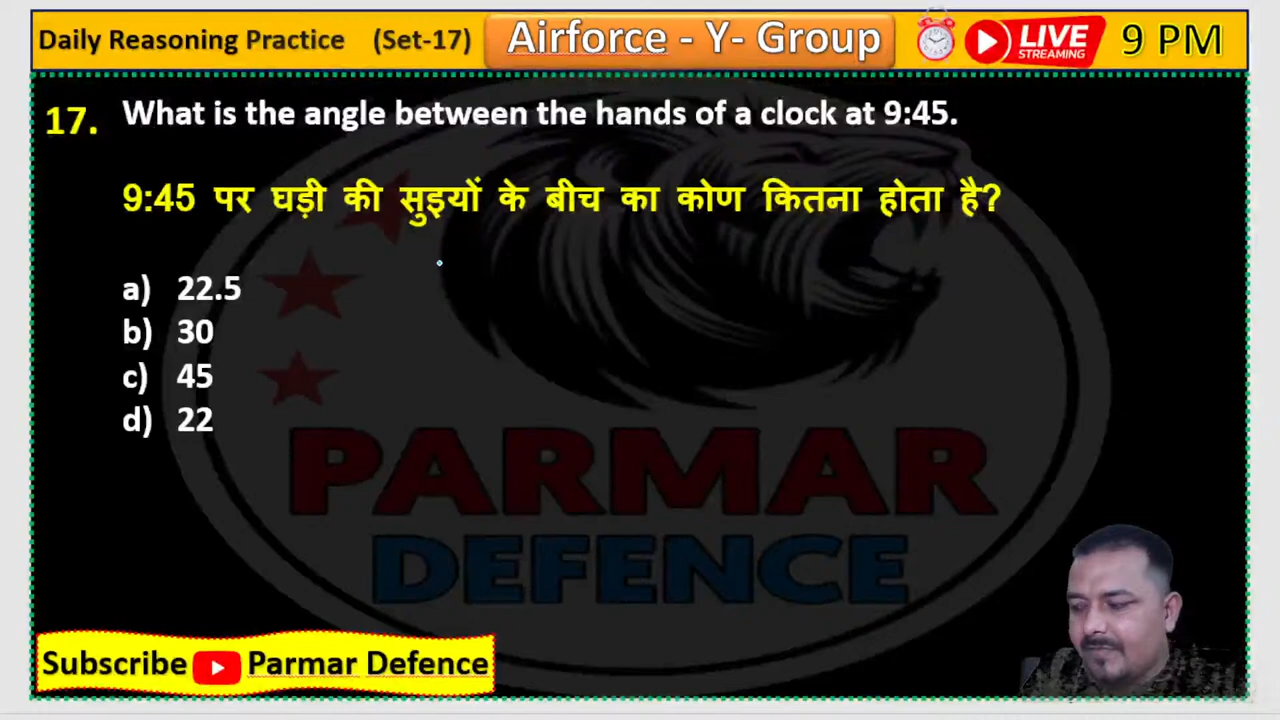 Daily Reasoning Practice (Set-17) Airforce - Y- Group LIVE STREAMING 9 PM
17. What is the angle between the hands of a clock at 9:45.
9:45 पर घड़ी की सुइयों के बीच का कोण कितना होता है?
a) 22.5
b) 30
c) 45
d) 22
PARMAR
DEFENCE
Subscribe Parmar Defence